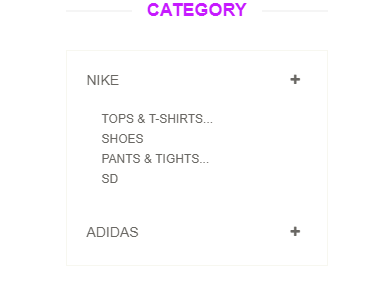 CATEGORY
NIKE +
TOPS & T-SHIRTS...
SHOES
PANTS & TIGHTS...
SD
ADIDAS +